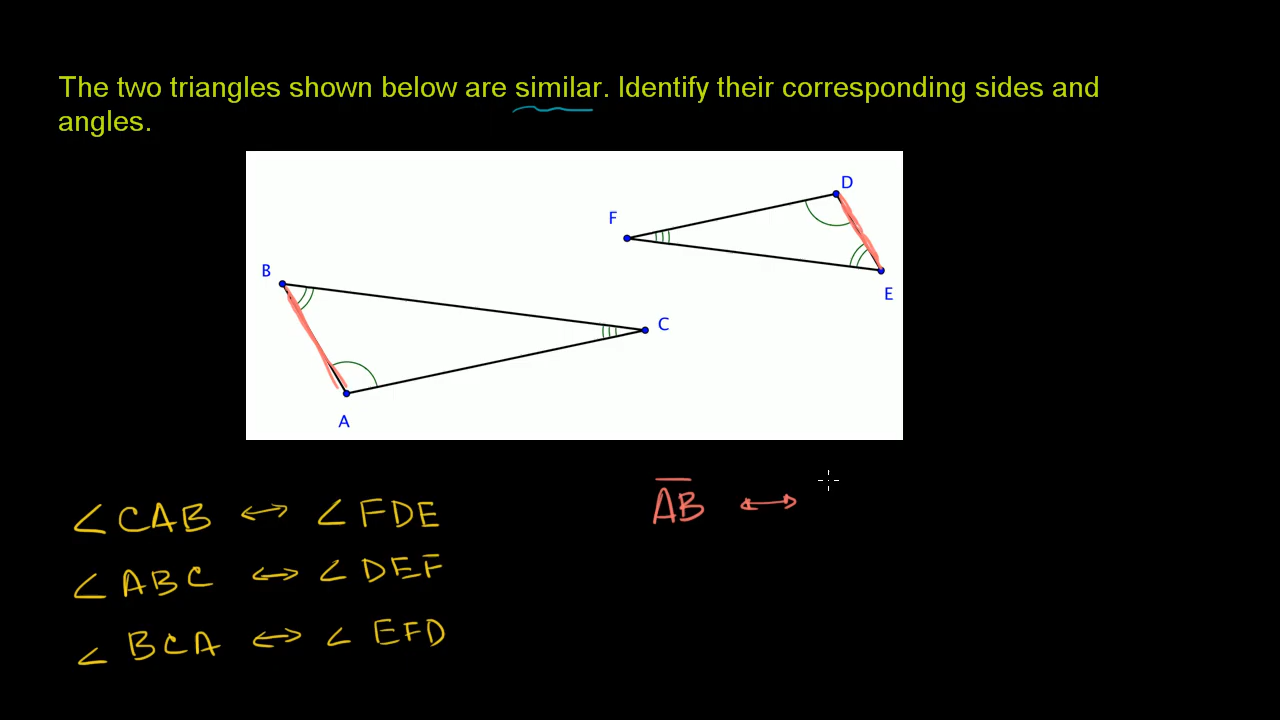 The two triangles shown below are similar. Identify their corresponding sides and
angles.
D
F
B
E
C
A
AB ↔
∠CAB ↔ ∠FDE
∠ABC ↔ ∠DEF
∠BCA ↔ ∠EFD